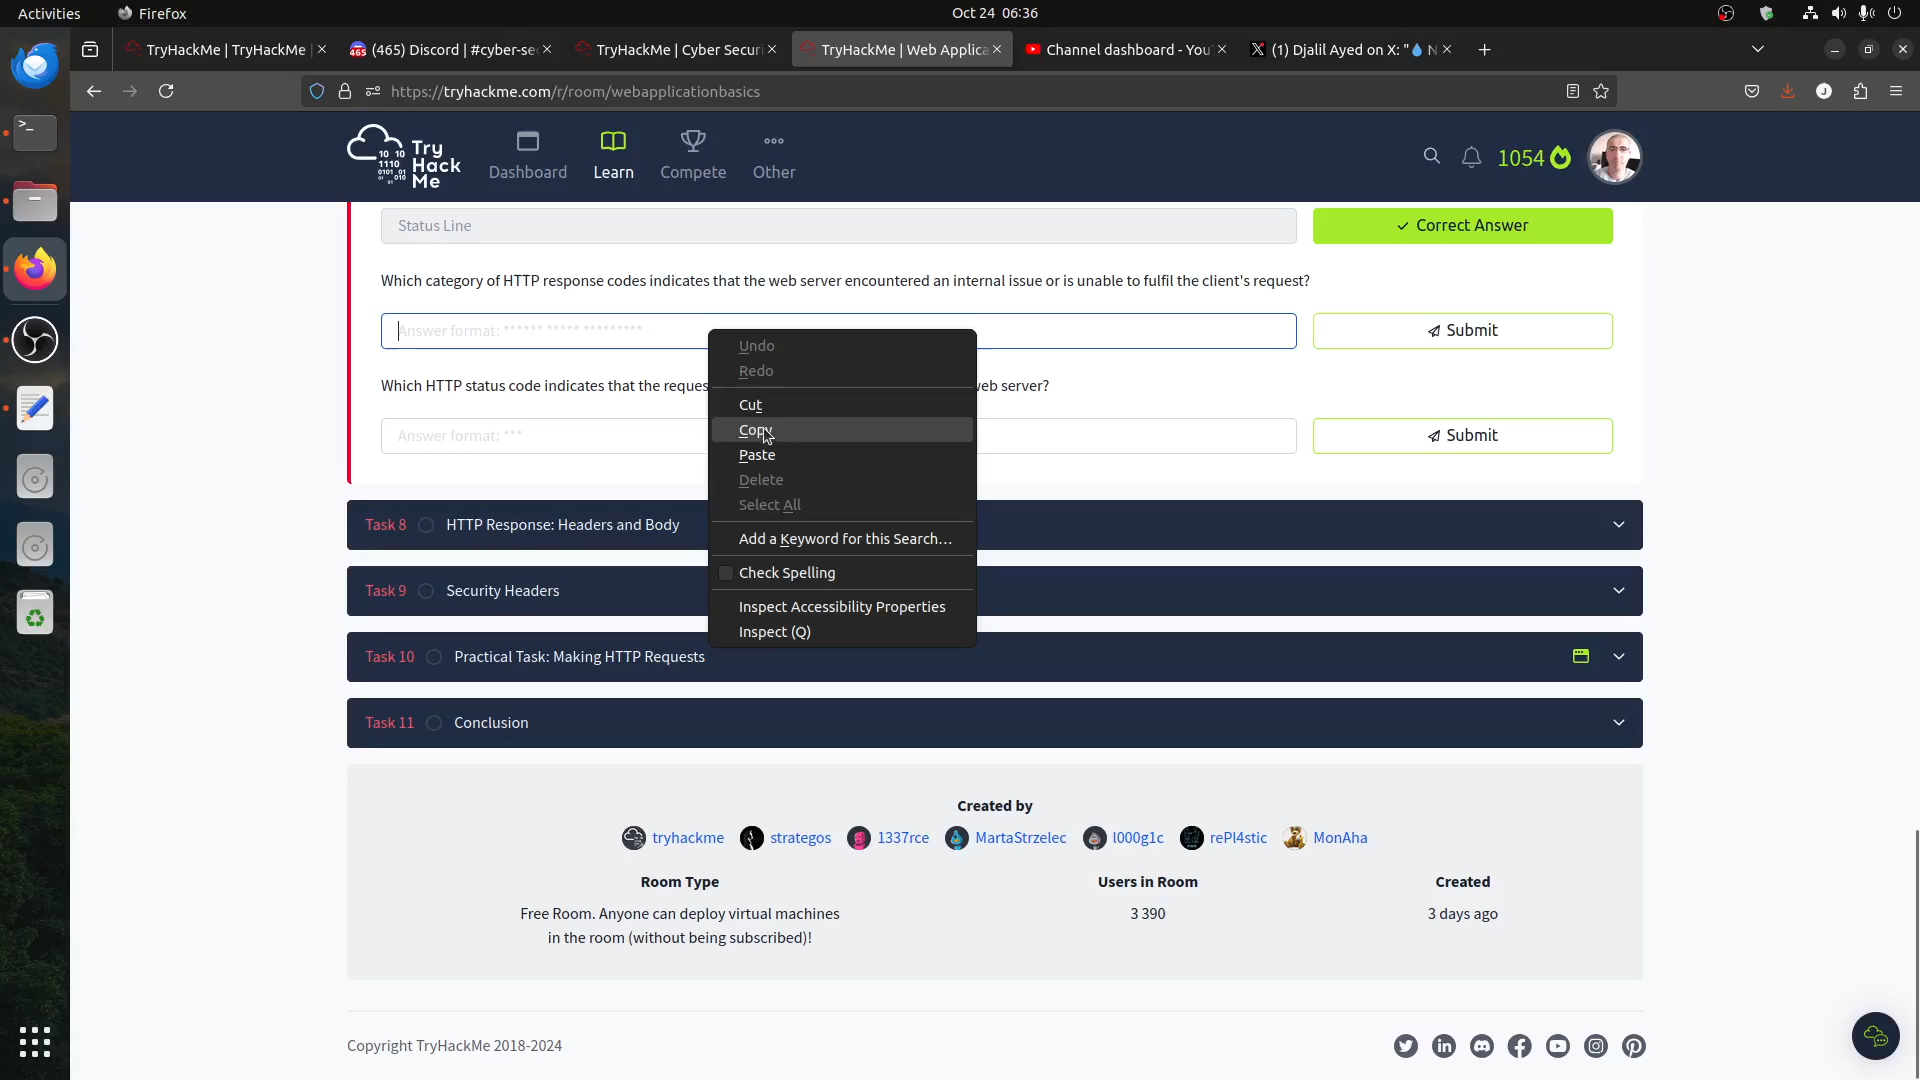 Activities
Firefox
Oct 24 06:36
TryHackMe | TryHackMe
(465) Discord | #cyber-se
TryHackMe | Cyber Securi
TryHackMe | Web Applica
Channel dashboard - You
(1) Djalil Ayed on X: "💧 N
https://tryhackme.com/r/room/webapplicationbasics
Try
Hack
Me
Dashboard
Learn
Compete
Other
1054
Status Line
Correct Answer
Which category of HTTP response codes indicates that the web server encountered an internal issue or is unable to fulfil the client's request?
Answer format: ****** ***** *********
Submit
Which HTTP status code indicates that the reques
web server?
Answer format: ***
Submit
Undo
Redo
Cut
Copy
Paste
Delete
Select All
Add a Keyword for this Search…
Check Spelling
Inspect Accessibility Properties
Inspect (Q)
Task 8 HTTP Response: Headers and Body
Task 9 Security Headers
Task 10 Practical Task: Making HTTP Requests
Task 11 Conclusion
Created by
tryhackme
strategos
1337rce
MartaStrzelec
l000g1c
rePl4stic
MonAha
Room Type
Users in Room
Created
Free Room. Anyone can deploy virtual machines
in the room (without being subscribed)!
3 390
3 days ago
Copyright TryHackMe 2018-2024